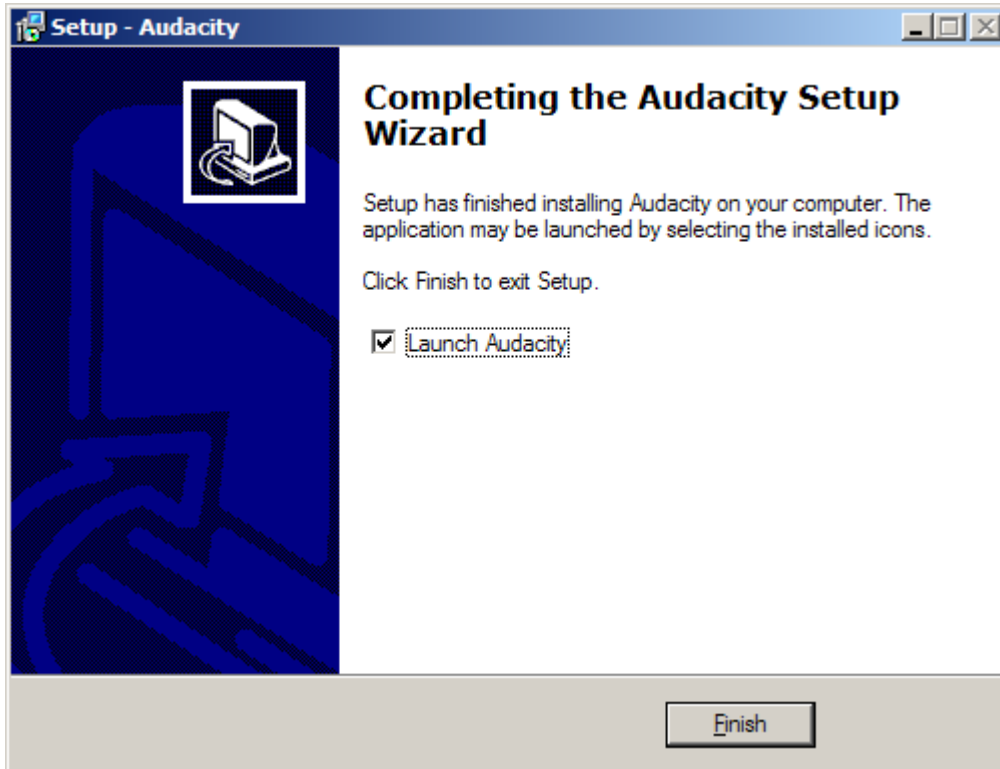 Setup - Audacity
Completing the Audacity Setup
Wizard
Setup has finished installing Audacity on your computer. The
application may be launched by selecting the installed icons.
Click Finish to exit Setup.
Launch Audacity
Finish